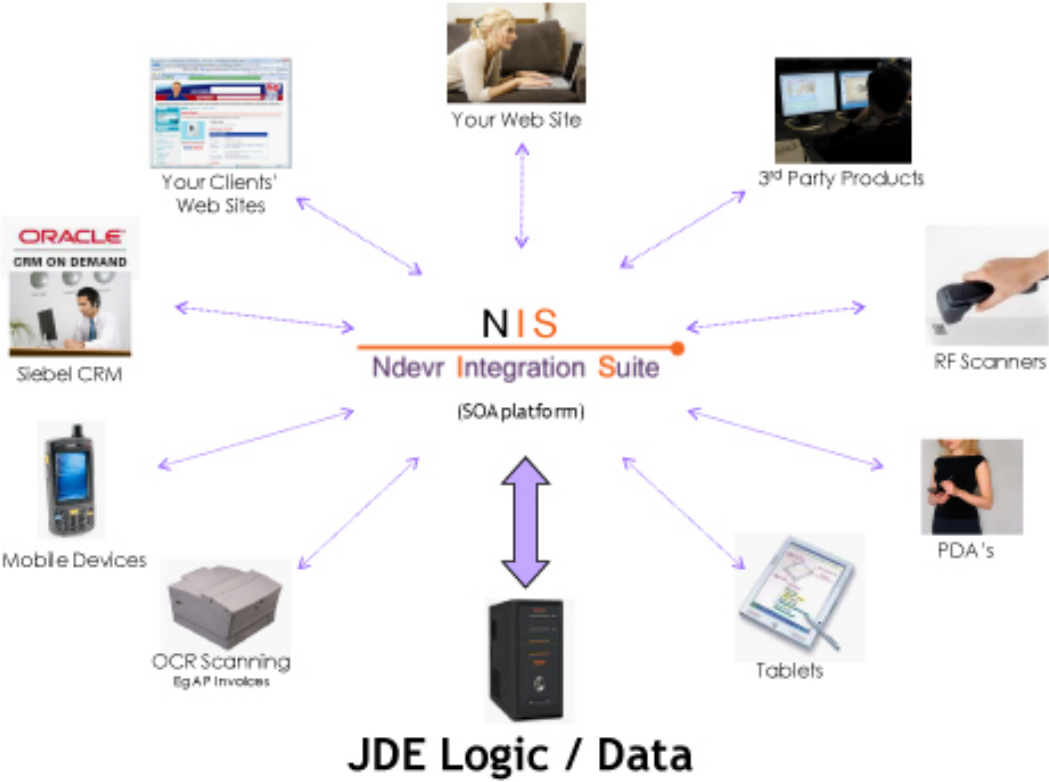 Your Web Site
Your Clients'
Web Sites
3rd Party Products
ORACLE
CRM ON DEMAND
Siebel CRM
RF Scanners
NIS
Ndevr Integration Suite
(SOA platform)
Mobile Devices
PDA's
OCR Scanning
Eg AP Invoices
Tablets
JDE Logic / Data